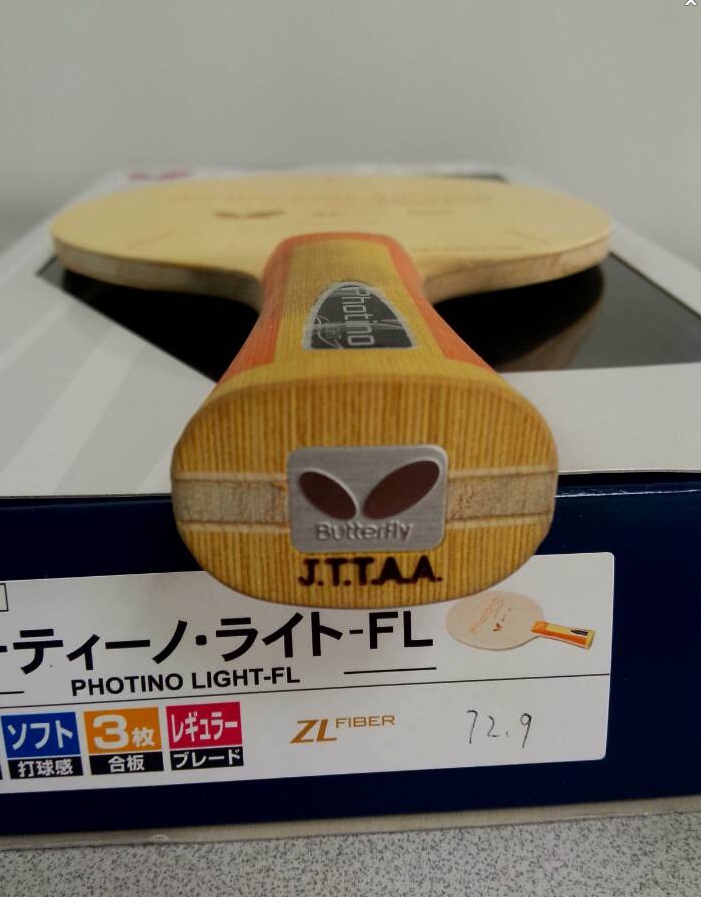 Photino
Butterfly
J.T.T.A.A.
ーティーノ・ライト-FL
PHOTINO LIGHT-FL
ソフト
打球感
3枚
合板
レギュラー
ブレード
ZL FIBER
72.9